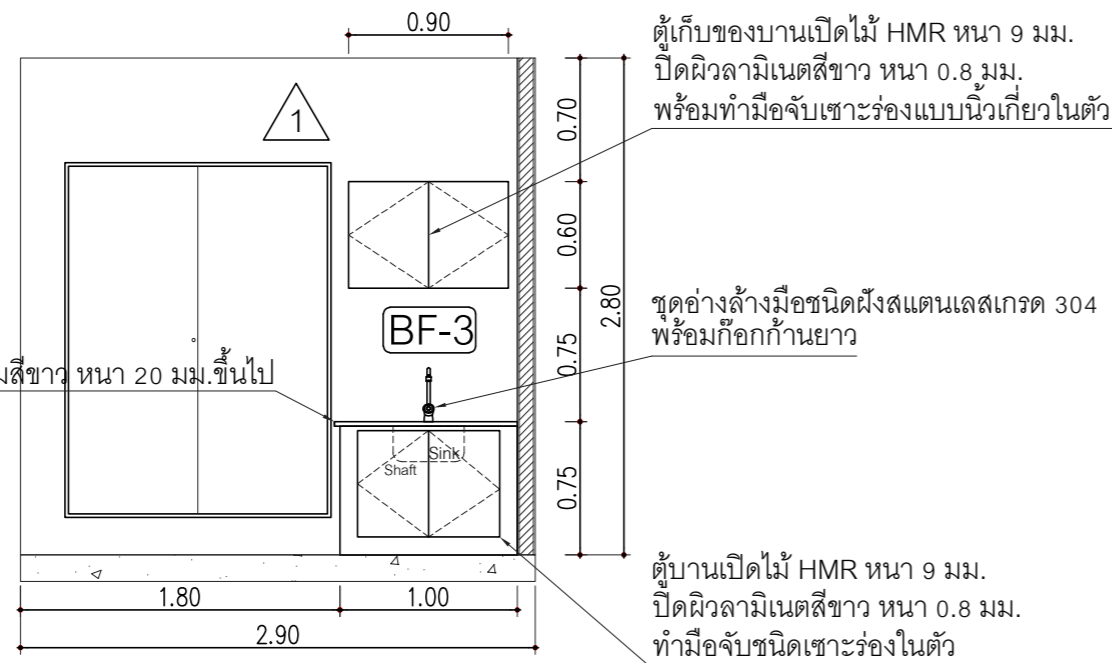 0.90
ตู้เก็บของบานเปิดไม้ HMR หนา 9 มม.
ปิดผิวลามิเนตสีขาว หนา 0.8 มม.
พร้อมทำมือจับเซาะร่องแบบนิ้วเกี่ยวในตัว
1
0.70
0.60
2.80
BF-3
ชุดอ่างล้างมือชนิดฝังสแตนเลสเกรด 304
พร้อมก๊อกก้านยาว
0.75
สีขาว หนา 20 มม.ขึ้นไป
Sink
Shaft
0.75
ตู้บานเปิดไม้ HMR หนา 9 มม.
ปิดผิวลามิเนตสีขาว หนา 0.8 มม.
ทำมือจับชนิดเซาะร่องในตัว
1.80
1.00
2.90